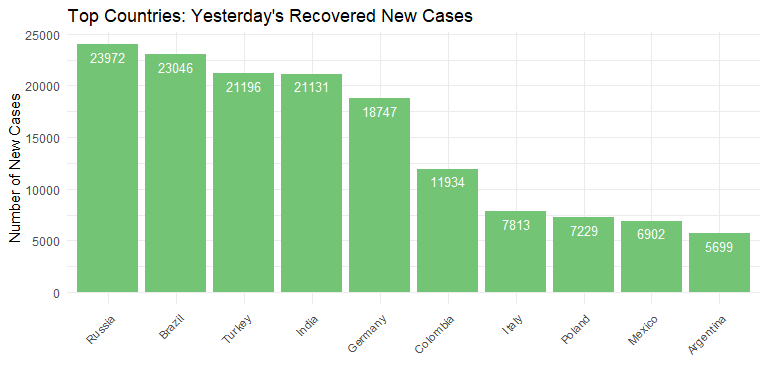 Top Countries: Yesterday's Recovered New Cases
Number of New Cases
25000
20000
15000
10000
5000
0
23972
23046
21196
21131
18747
11934
7813
7229
6902
5699
Russia
Brazil
Turkey
India
Germany
Colombia
Italy
Poland
Mexico
Argentina